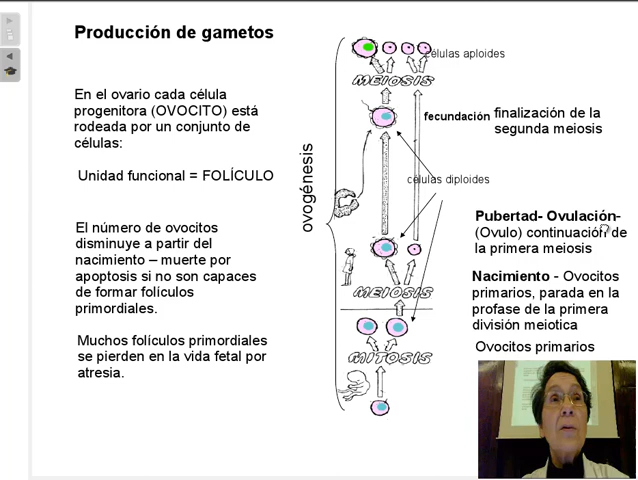 Producción de gametos
En el ovario cada célula
progenitora (OVOCITO) está
rodeada por un conjunto de
células:
Unidad funcional = FOLÍCULO
El número de ovocitos
disminuye a partir del
nacimiento – muerte por
apoptosis si no son capaces
de formar folículos
primordiales.
Muchos folículos primordiales
se pierden en la vida fetal por
atresia.
ovogénesis
células aploides
MEIOSIS
fecundación
finalización de la
segunda meiosis
células diploides
Pubertad- Ovulación-
(Ovulo) continuación de
la primera meiosis
MEIOSIS
Nacimiento - Ovocitos
primarios, parada en la
profase de la primera
división meiotica
Ovocitos primarios
MITOSIS